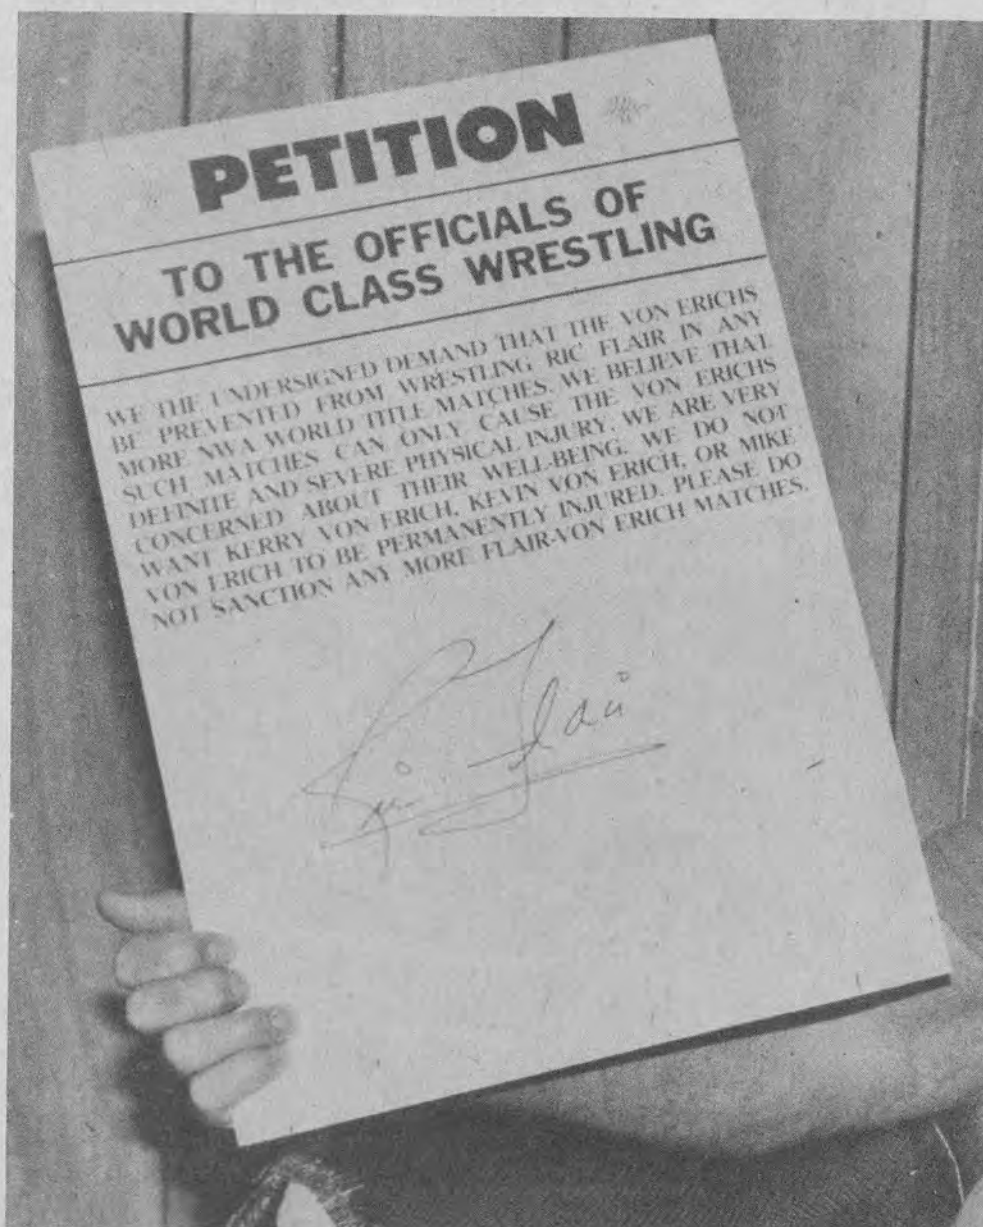 PETITION
TO THE OFFICIALS OF
WORLD CLASS WRESTLING
WE THE UNDERSIGNED DEMAND THAT THE VON ERICHS
BE PREVENTED FROM WRESTLING RIC FLAIR IN ANY
MORE NWA WORLD TITLE MATCHES. WE BELIEVE THAT
SUCH MATCHES CAN ONLY CAUSE THE VON ERICHS
DEFINITE AND SEVERE PHYSICAL INJURY. WE ARE VERY
CONCERNED ABOUT THEIR WELL-BEING. WE DO NOT
WANT KERRY VON ERICH, KEVIN VON ERICH, OR MIKE
VON ERICH TO BE PERMANENTLY INJURED. PLEASE DO
NOT SANCTION ANY MORE FLAIR-VON ERICH MATCHES.
Ric Flair